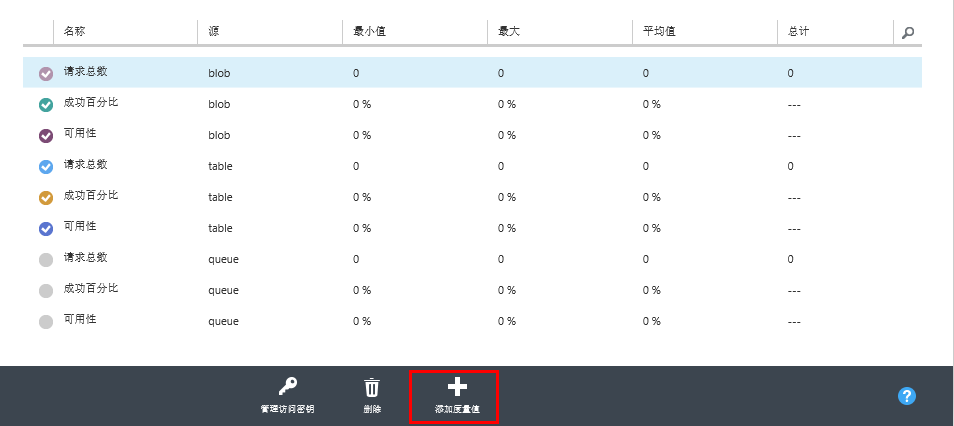 名称 源 最小值 最大 平均值 总计
请求总数 blob 0 0 0 0
成功百分比 blob 0 % 0 % 0 % ---
可用性 blob 0 % 0 % 0 % ---
请求总数 table 0 0 0 0
成功百分比 table 0 % 0 % 0 % ---
可用性 table 0 % 0 % 0 % ---
请求总数 queue 0 0 0 0
成功百分比 queue 0 % 0 % 0 % ---
可用性 queue 0 % 0 % 0 % ---
管理访问密钥 删除 添加度量值 ?